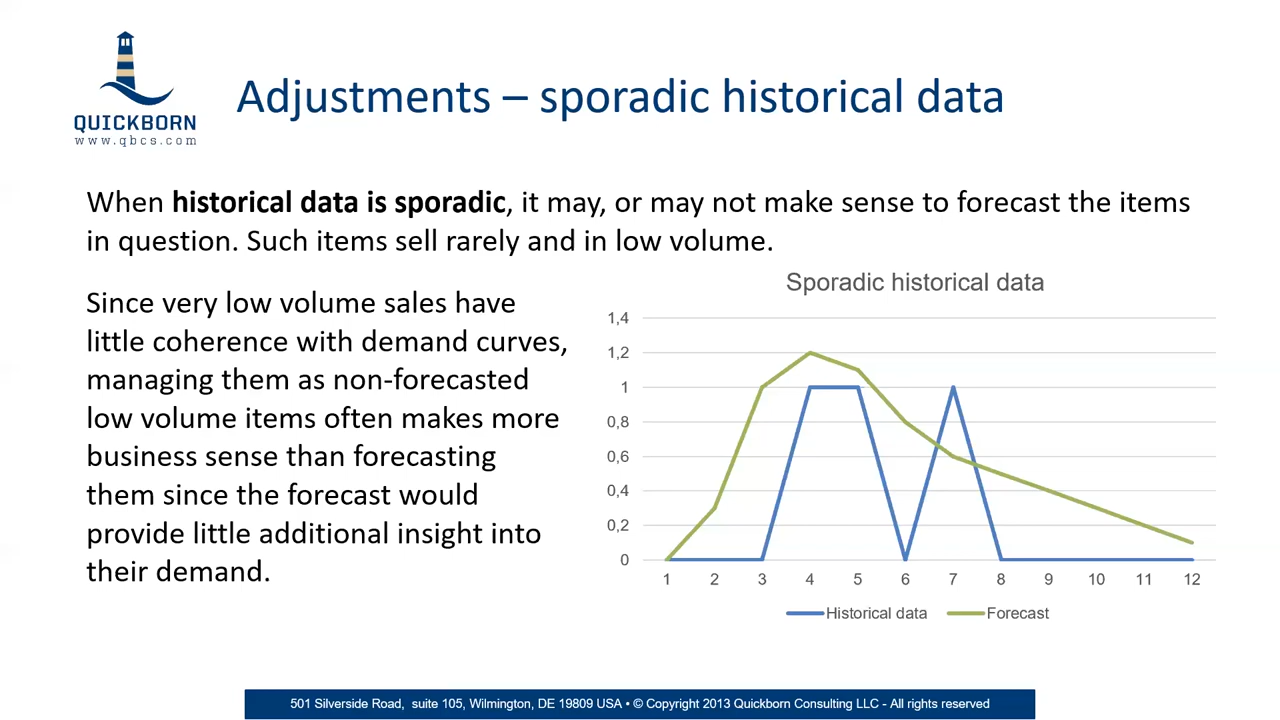 QUICKBORN
www.qbcs.com
Adjustments – sporadic historical data
When historical data is sporadic, it may, or may not make sense to forecast the items
in question. Such items sell rarely and in low volume.
Since very low volume sales have
little coherence with demand curves,
managing them as non-forecasted
low volume items often makes more
business sense than forecasting
them since the forecast would
provide little additional insight into
their demand.
Sporadic historical data
1,4
1,2
1
0,8
0,6
0,4
0,2
0
1 2 3 4 5 6 7 8 9 10 11 12
Historical data Forecast
501 Silverside Road, suite 105, Wilmington, DE 19809 USA • © Copyright 2013 Quickborn Consulting LLC - All rights reserved